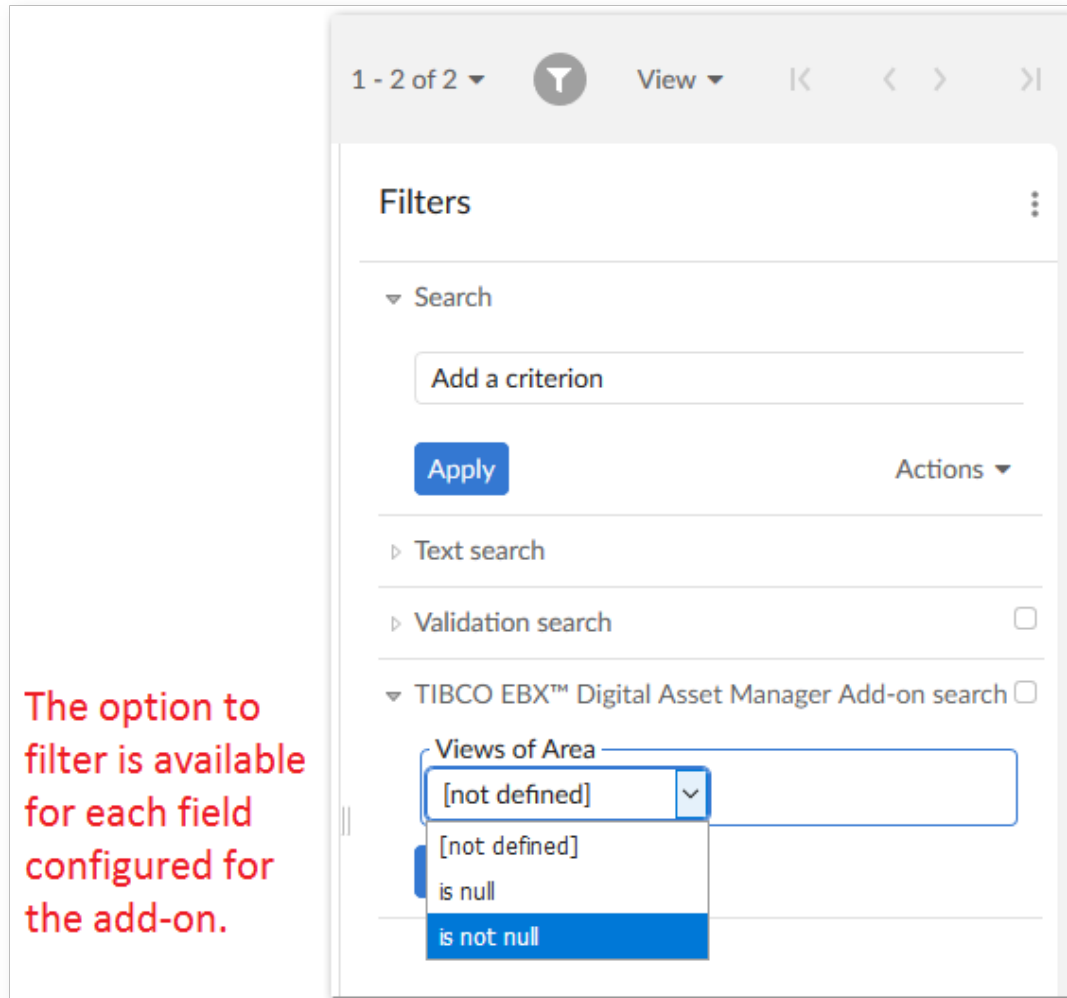 1 - 2 of 2
View
Filters
Search
Add a criterion
Apply
Actions
Text search
Validation search
TIBCO EBX™ Digital Asset Manager Add-on search
Views of Area
[not defined]
[not defined]
is null
is not null
The option to
filter is available
for each field
configured for
the add-on.